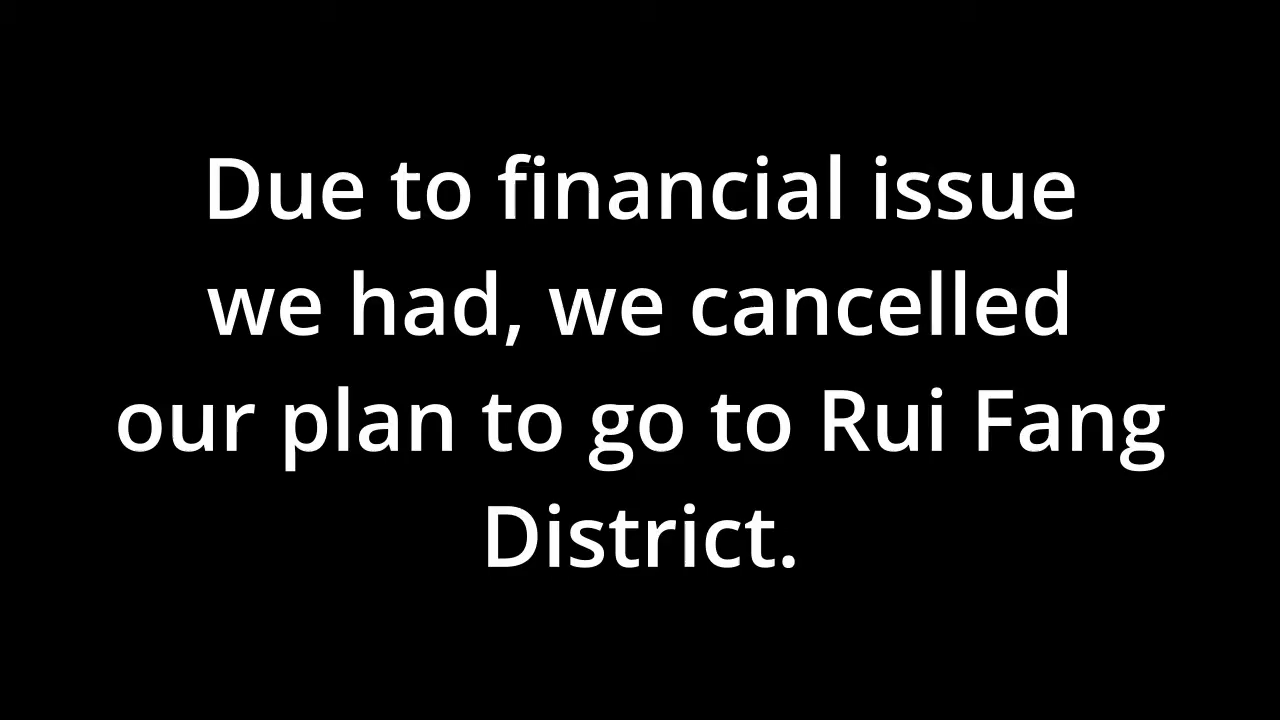 Due to financial issue
we had, we cancelled
our plan to go to Rui Fang
District.